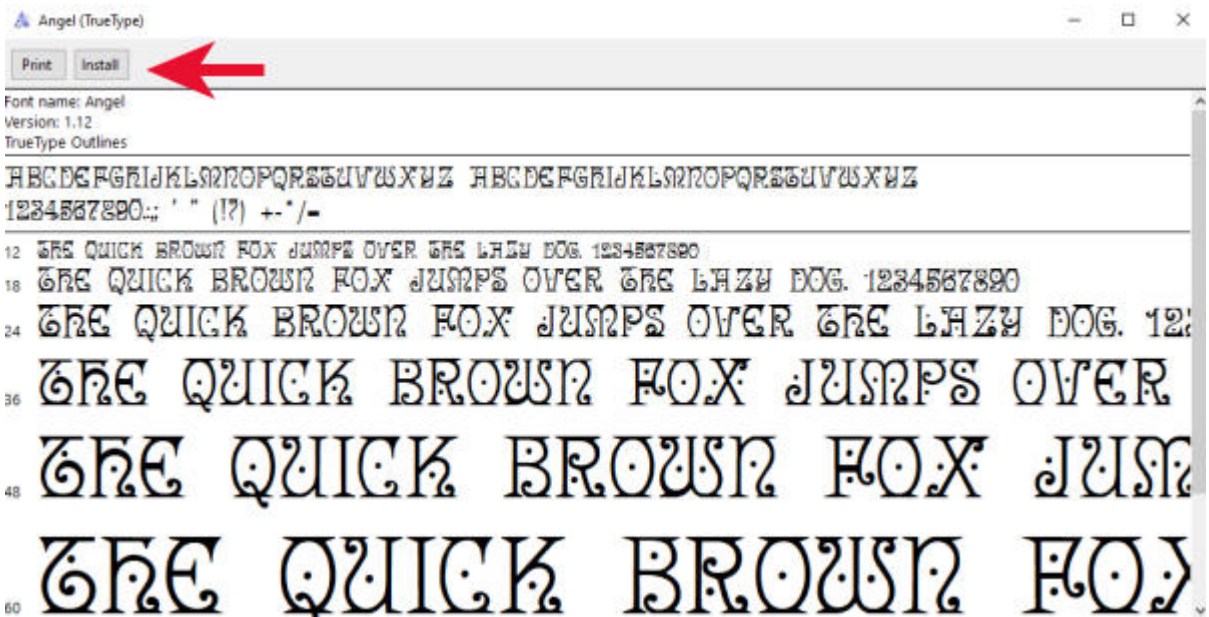 Angel (TrueType)
Print Install
Font name: Angel
Version: 1.12
TrueType Outlines
ABCDEFGHIJKLMNOPQRSTUVWXYZ ABCDEFGHIJKLMNOPQRSTUVWXYZ
1234567890.:; ' " (!?) +-*/=
12 THE QUICK BROWN FOX JUMPS OVER THE LAZY DOG. 1234567890
18 THE QUICK BROWN FOX JUMPS OVER THE LAZY DOG. 1234567890
24 THE QUICK BROWN FOX JUMPS OVER THE LAZY DOG. 12
36 THE QUICK BROWN FOX JUMPS OVER
48 THE QUICK BROWN FOX JUM
60 THE QUICK BROWN FOX